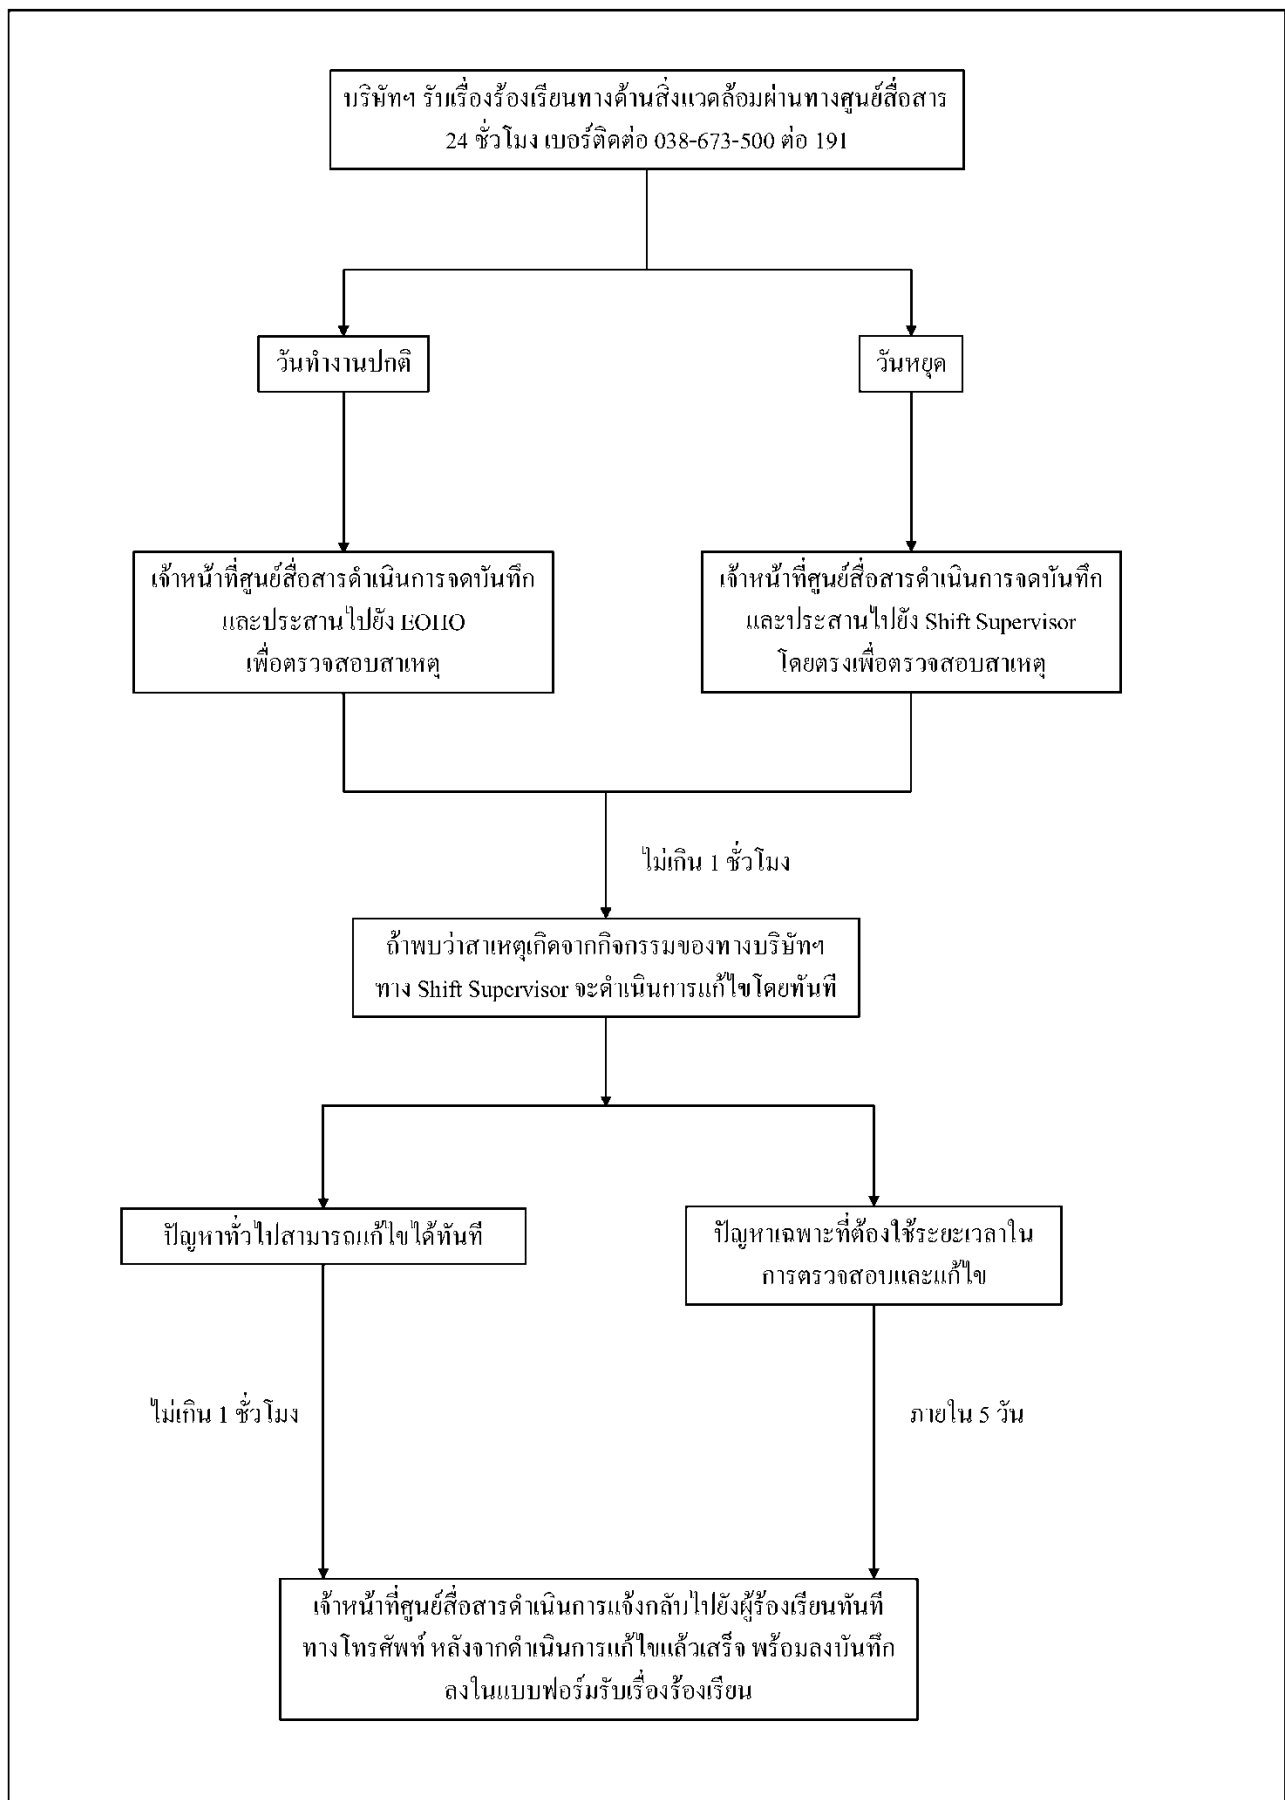 บริษัทฯ รับเรื่องร้องเรียนทางด้านสิ่งแวดล้อมผ่านทางศูนย์สื่อสาร
24 ชั่วโมง เบอร์ติดต่อ 038-673-500 ต่อ 191
วันทำงานปกติ
วันหยุด
เจ้าหน้าที่ศูนย์สื่อสารดำเนินการจดบันทึก
และประสานไปยัง
เพื่อตรวจสอบสาเหตุ
เจ้าหน้าที่ศูนย์สื่อสารดำเนินการจดบันทึก
และประสานไปยัง Shift Supervisor
โดยตรงเพื่อตรวจสอบสาเหตุ
ไม่เกิน 1 ชั่วโมง
ถ้าพบว่าสาเหตุเกิดจากกิจกรรมของทางบริษัทฯ
ทาง Shift Supervisor จะดำเนินการแก้ไขโดยทันที
ปัญหาทั่วไปสามารถแก้ไขได้ทันที
ปัญหาเฉพาะที่ต้องใช้ระยะเวลาใน
การตรวจสอบและแก้ไข
ไม่เกิน 1 ชั่วโมง
ภายใน 5 วัน
เจ้าหน้าที่ศูนย์สื่อสารดำเนินการแจ้งกลับไปยังผู้ร้องเรียนทันที
ทางโทรศัพท์ หลังจากดำเนินการแก้ไขแล้วเสร็จ พร้อมลงบันทึก
ลงในแบบฟอร์มรับเรื่องร้องเรียน